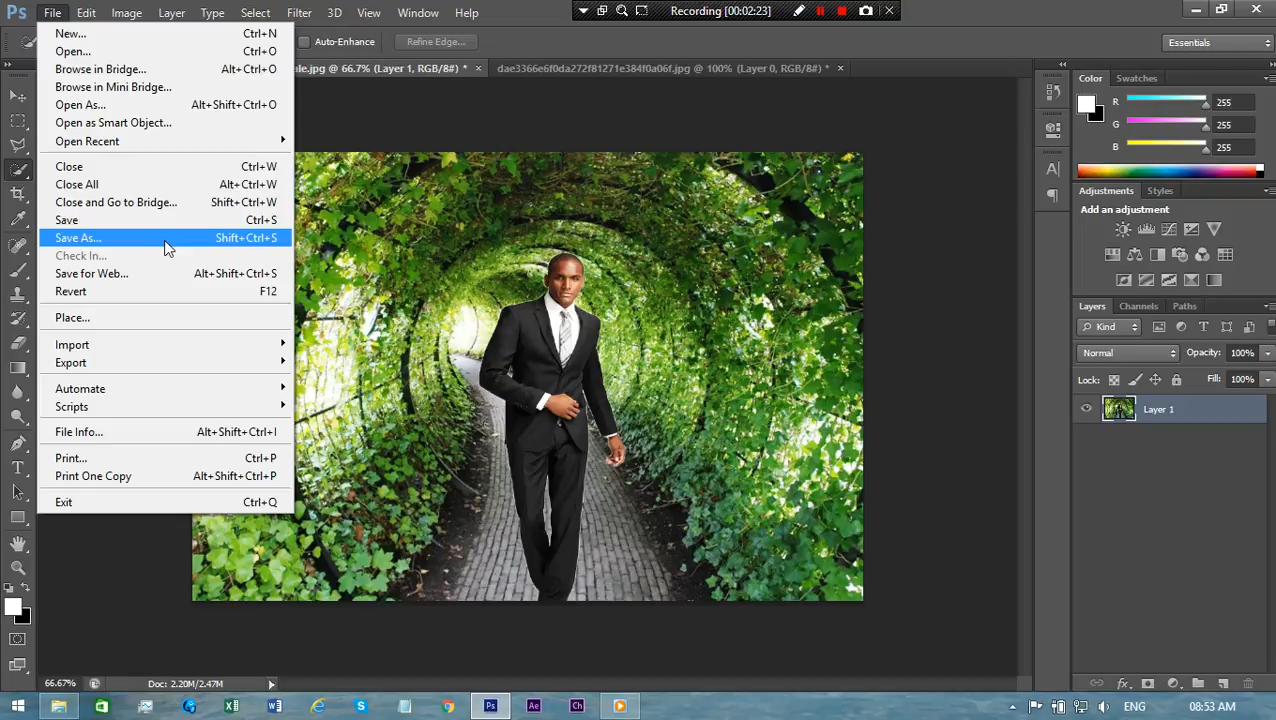 Ps File Edit Image Layer Type Select Filter 3D View Window Help
Recording [00:02:23]
Auto-Enhance Refine Edge... Essentials
ale.jpg @ 66.7% (Layer 1, RGB/8#) * × dae3366e6f0da272f81271e384f0a06f.jpg @ 100% (Layer 0, RGB/8#) * ×
New... Ctrl+N
Open... Ctrl+O
Browse in Bridge... Alt+Ctrl+O
Browse in Mini Bridge...
Open As... Alt+Shift+Ctrl+O
Open as Smart Object...
Open Recent
Close Ctrl+W
Close All Alt+Ctrl+W
Close and Go to Bridge... Shift+Ctrl+W
Save Ctrl+S
Save As... Shift+Ctrl+S
Check In...
Save for Web... Alt+Shift+Ctrl+S
Revert F12
Place...
Import
Export
Automate
Scripts
File Info... Alt+Shift+Ctrl+I
Print... Ctrl+P
Print One Copy Alt+Shift+Ctrl+P
Exit Ctrl+Q
Color Swatches
R 255
G 255
B 255
Adjustments Styles
Add an adjustment
Layers Channels Paths
Kind
Normal Opacity: 100%
Lock: Fill: 100%
Layer 1
66.67% Doc: 2.20M/2.47M
Ps Ae Ch
ENG 08:53 AM